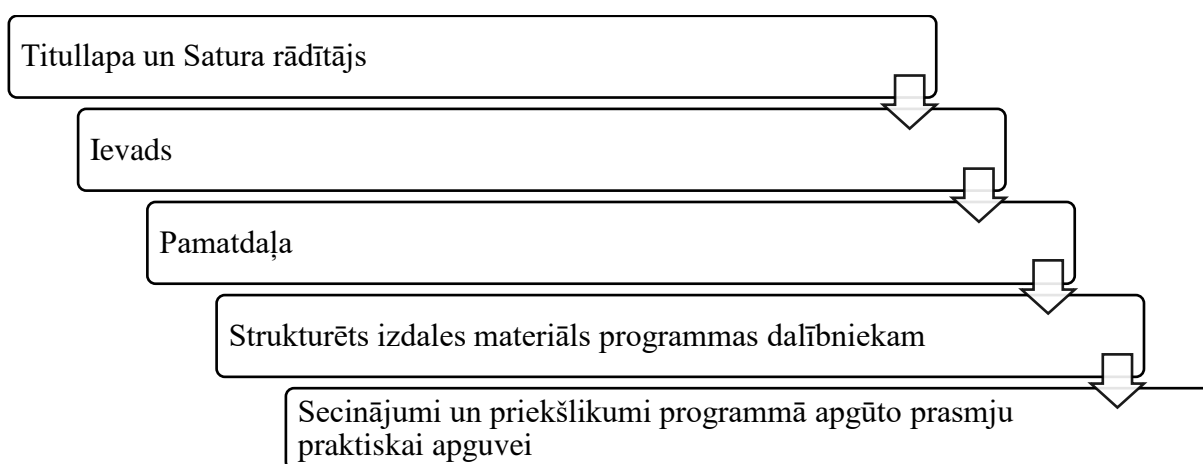 Titullapa un Satura rādītājs
Ievads
Pamatdaļa
Strukturēts izdales materiāls programmas dalībniekam
Secinājumi un priekšlikumi programmā apgūto prasmju
praktiskai apguvei